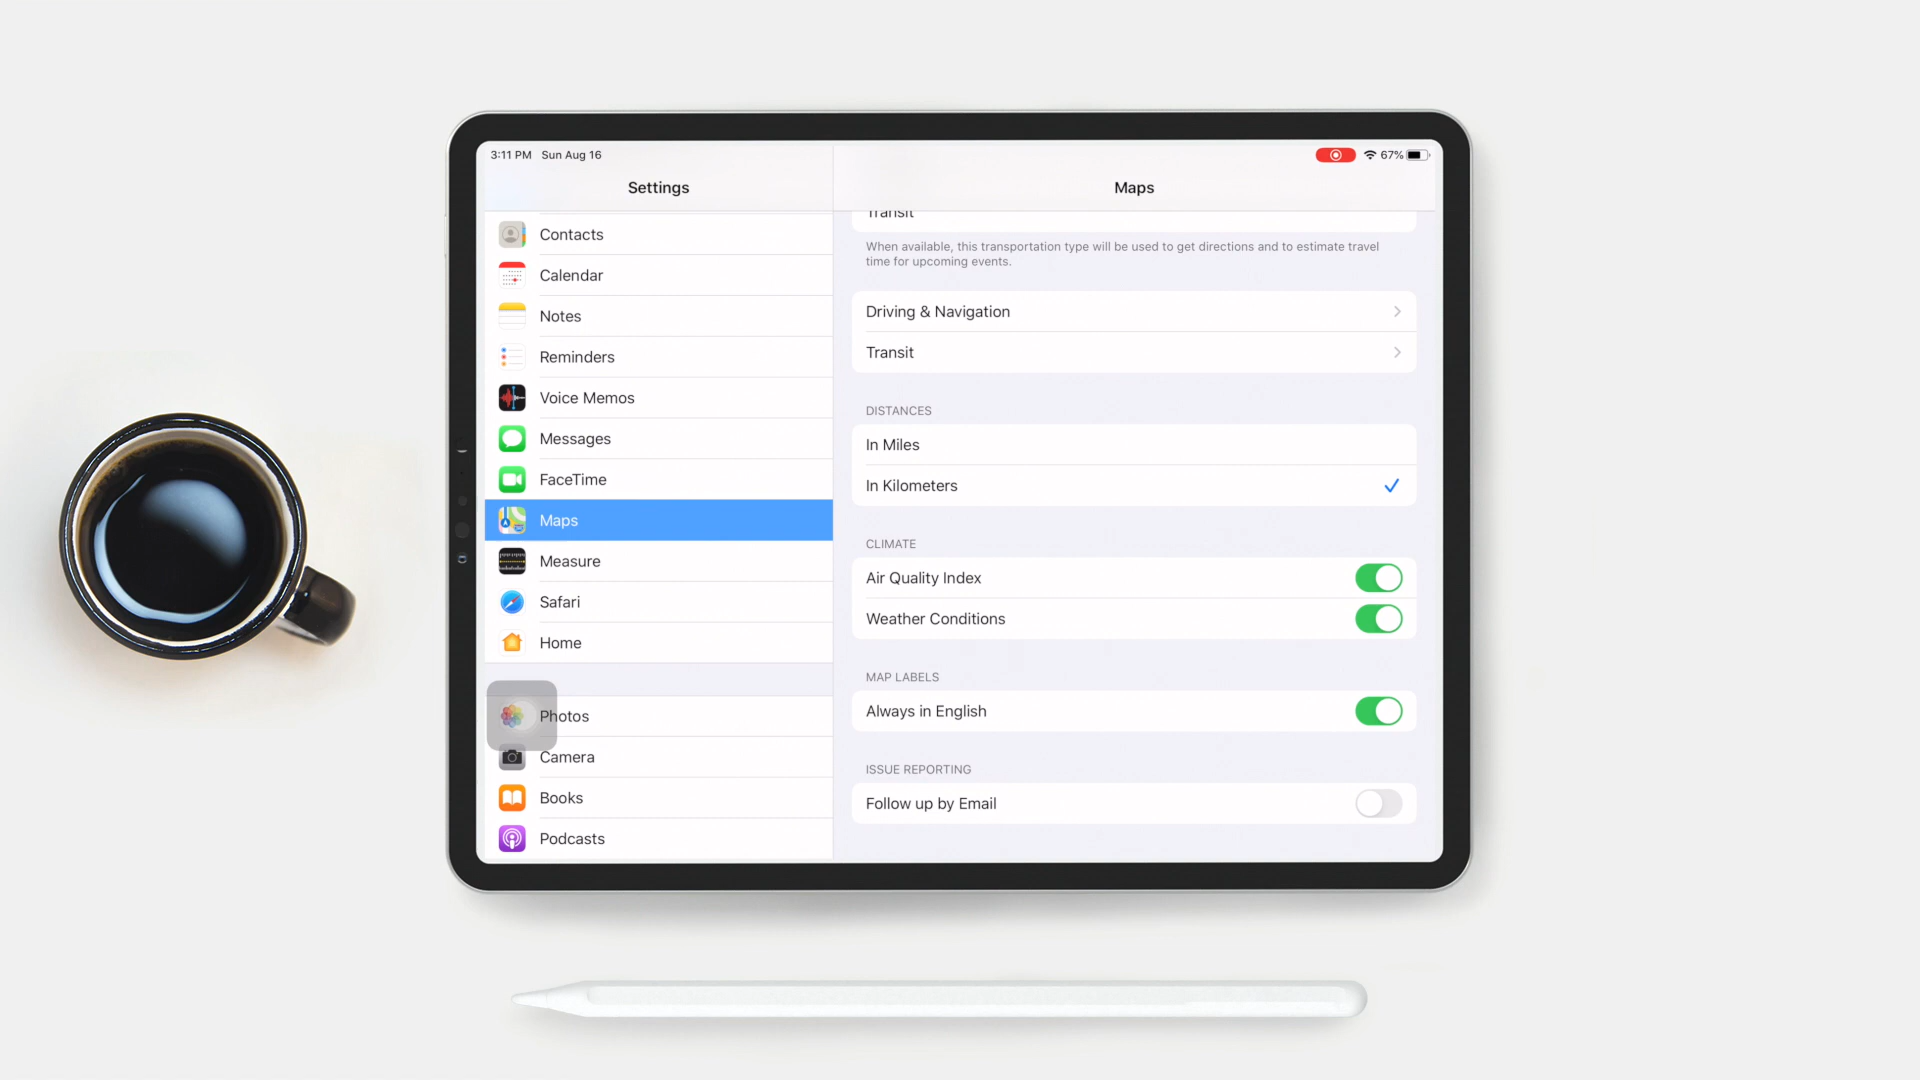 3:11 PM Sun Aug 16
67%
Settings
Maps
Contacts
Calendar
Notes
Reminders
Voice Memos
Messages
FaceTime
Maps
Measure
Safari
Home
Photos
Camera
Books
Podcasts
Transit
When available, this transportation type will be used to get directions and to estimate travel
time for upcoming events.
Driving & Navigation
Transit
DISTANCES
In Miles
In Kilometers
CLIMATE
Air Quality Index
Weather Conditions
MAP LABELS
Always in English
ISSUE REPORTING
Follow up by Email